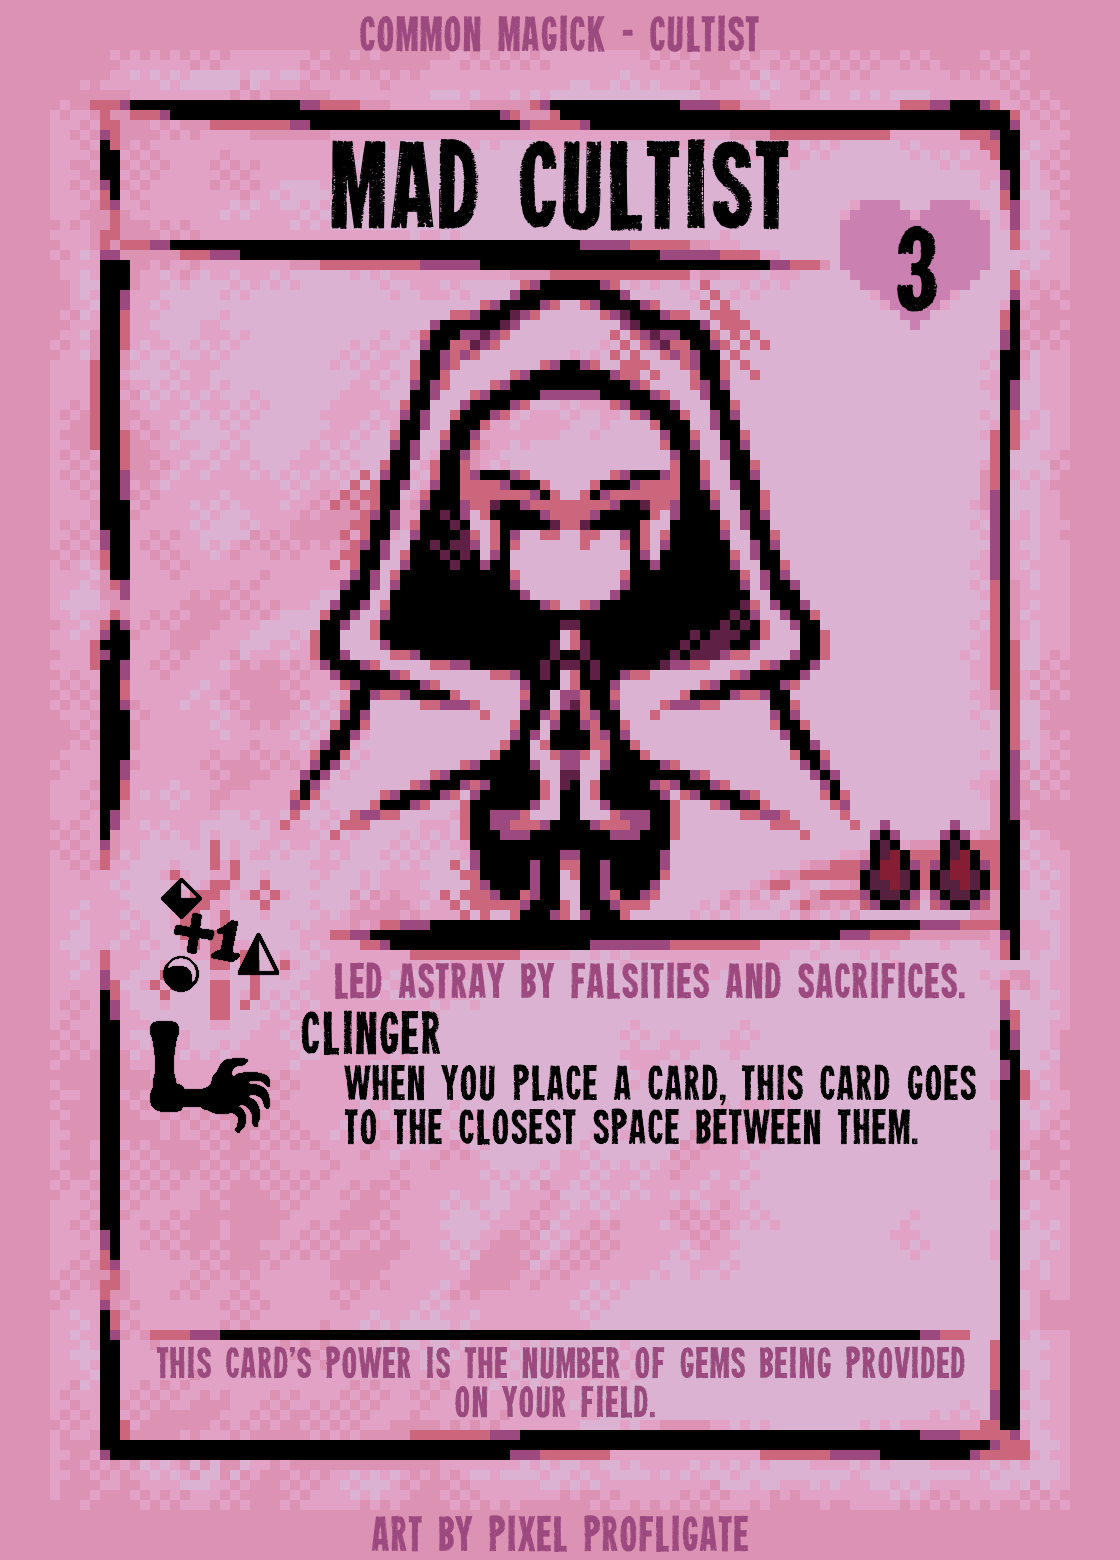 COMMON MAGICK - CULTIST
MAD CULTIST
3
+1
LED ASTRAY BY FALSITIES AND SACRIFICES.
CLINGER
WHEN YOU PLACE A CARD, THIS CARD GOES
TO THE CLOSEST SPACE BETWEEN THEM.
THIS CARD'S POWER IS THE NUMBER OF GEMS BEING PROVIDED
ON YOUR FIELD.
ART BY PIXEL PROFLIGATE